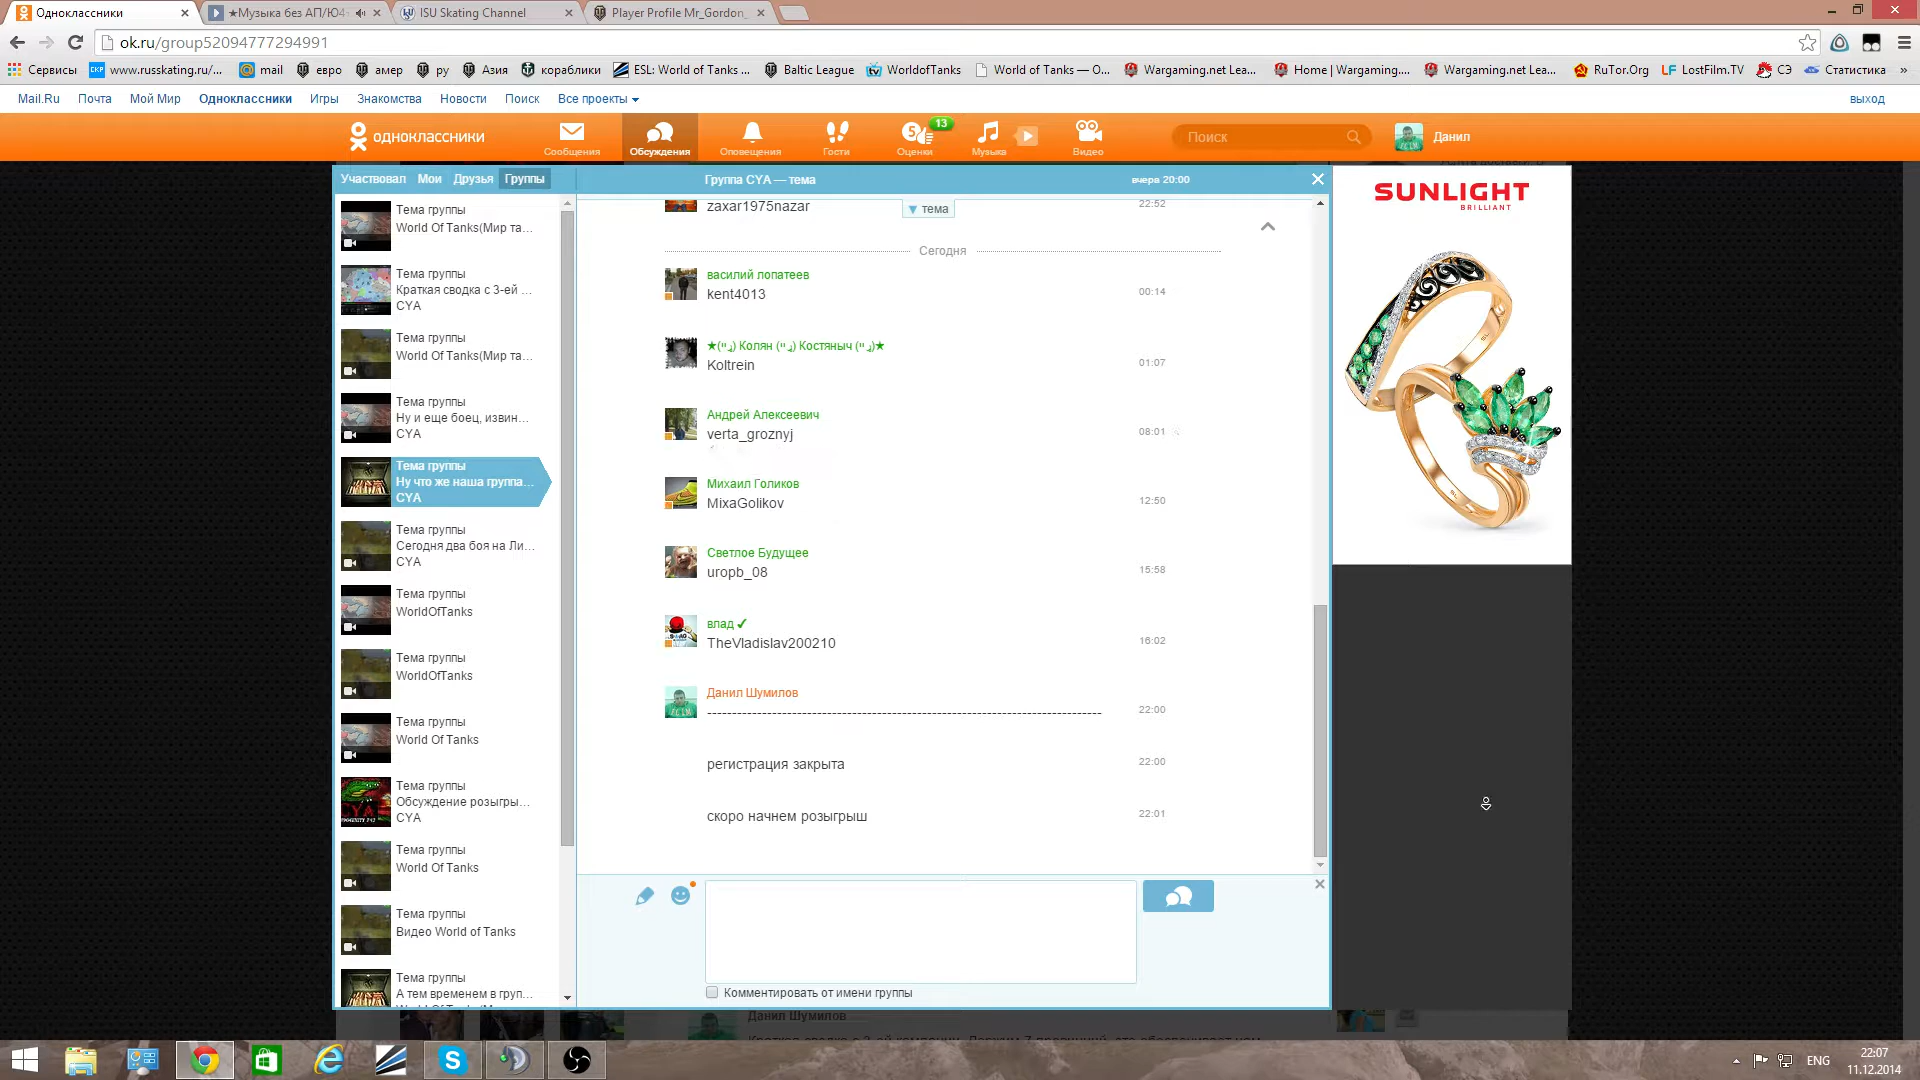 Одноклассники
★Музыка без АП/Ю4
ISU Skating Channel
Player Profile Mr_Gordon_
ok.ru/group52094777294991
Сервисы
www.russkating.ru/...
mail
евро
амер
ру
Азия
кораблики
ESL: World of Tanks ...
Baltic League
WorldofTanks
World of Tanks — О...
Wargaming.net Lea...
Home | Wargaming....
Wargaming.net Lea...
RuTor.Org
LostFilm.TV
СЭ
Статистика
»
Mail.Ru
Почта
Мой Мир
Одноклассники
Игры
Знакомства
Новости
Поиск
Все проекты
выход
одноклассники
Сообщения
Обсуждения
Оповещения
Гости
5
13
Оценки
Музыка
Видео
Поиск
Данил
Участвовал
Мои
Друзья
Группы
Группа CYA — тема
вчера 20:00
Тема группы
World Of Tanks(Мир та...
Тема группы
Краткая сводка с 3-ей ...
CYA
Тема группы
World Of Tanks(Мир та...
Тема группы
Ну и еще боец, извин...
CYA
Тема группы
Ну что же наша группа...
CYA
Тема группы
Сегодня два боя на Ли...
CYA
Тема группы
WorldOfTanks
Тема группы
WorldOfTanks
Тема группы
World Of Tanks
Тема группы
Обсуждение розыгры...
CYA
Тема группы
World Of Tanks
Тема группы
Видео World of Tanks
Тема группы
А тем временем в груп...
zaxar1975nazar
22:52
тема
Сегодня
василий лопатеев
kent4013
00:14
Колян
Костяныч
Koltrein
01:07
Андрей Алексеевич
verta_groznyj
08:01
Михаил Голиков
MixaGolikov
12:50
Светлое Будущее
uropb_08
15:58
влад ✔
TheVladislav200210
16:02
Данил Шумилов
-------------------------------------------------------------------------------
22:00
регистрация закрыта
22:00
скоро начнем розыгрыш
22:01
Комментировать от имени группы
SUNLIGHT
BRILLIANT
Данил Шумилов
ENG
22:07
11.12.2014